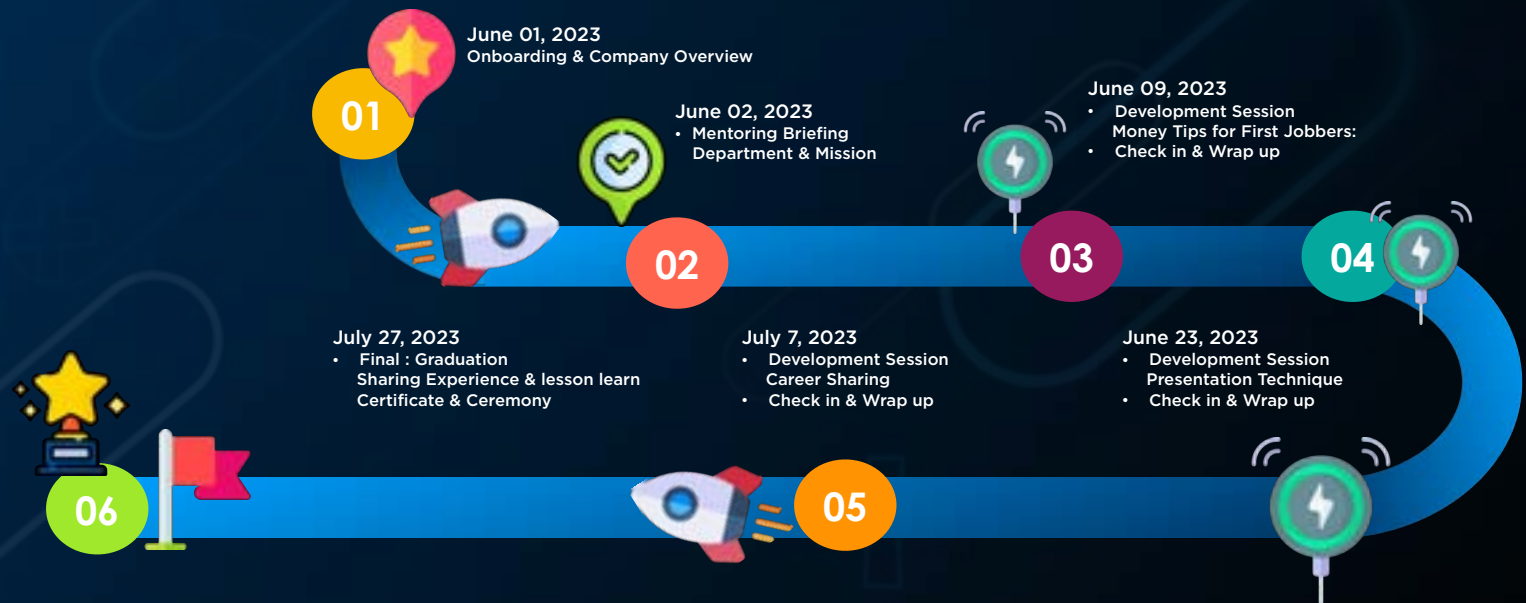 01
June 01, 2023
Onboarding & Company Overview
02
June 02, 2023
• Mentoring Briefing
Department & Mission
03
June 09, 2023
• Development Session
Money Tips for First Jobbers:
• Check in & Wrap up
04
June 23, 2023
• Development Session
Presentation Technique
• Check in & Wrap up
05
July 7, 2023
• Development Session
Career Sharing
• Check in & Wrap up
06
July 27, 2023
• Final : Graduation
Sharing Experience & lesson learn
Certificate & Ceremony